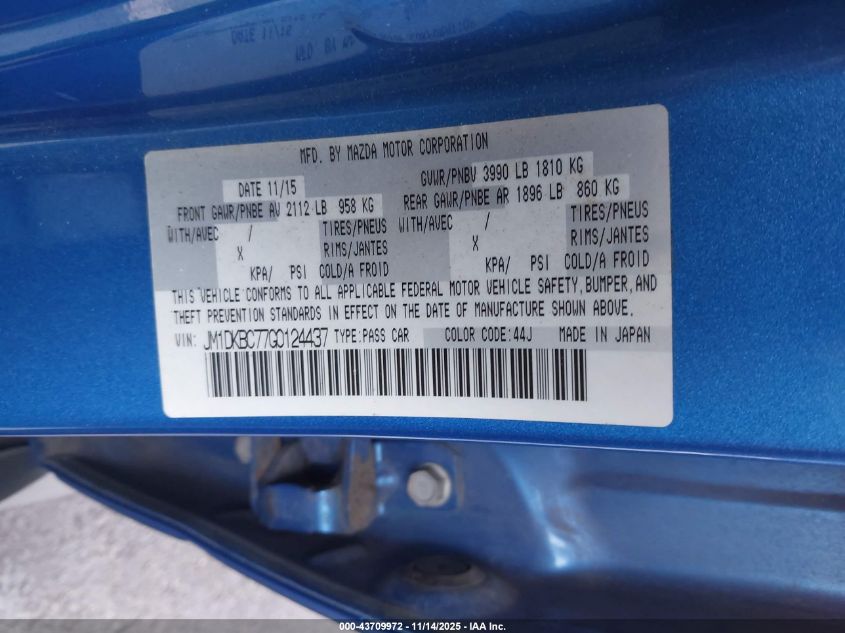 MFD. BY MAZDA MOTOR CORPORATION
DATE 11/15 GVWR/PNBV 3990 LB 1810 KG
FRONT GAWR/PNBE AV 2112 LB 958 KG REAR GAWR/PNBE AR 1896 LB 860 KG
WITH/AVEC / TIRES/PNEUS WITH/AVEC / TIRES/PNEUS
X RIMS/JANTES X RIMS/JANTES
KPA/ PSI COLD/A FROID KPA/ PSI COLD/A FROID
THIS VEHICLE CONFORMS TO ALL APPLICABLE FEDERAL MOTOR VEHICLE SAFETY, BUMPER, AND
THEFT PREVENTION STANDARDS IN EFFECT ON THE DATE OF MANUFACTURE SHOWN ABOVE.
VIN: JM1DKBC77G0124437 TYPE:PASS CAR COLOR CODE:44J MADE IN JAPAN
000-43709972 - 11/14/2025 - IAA Inc.